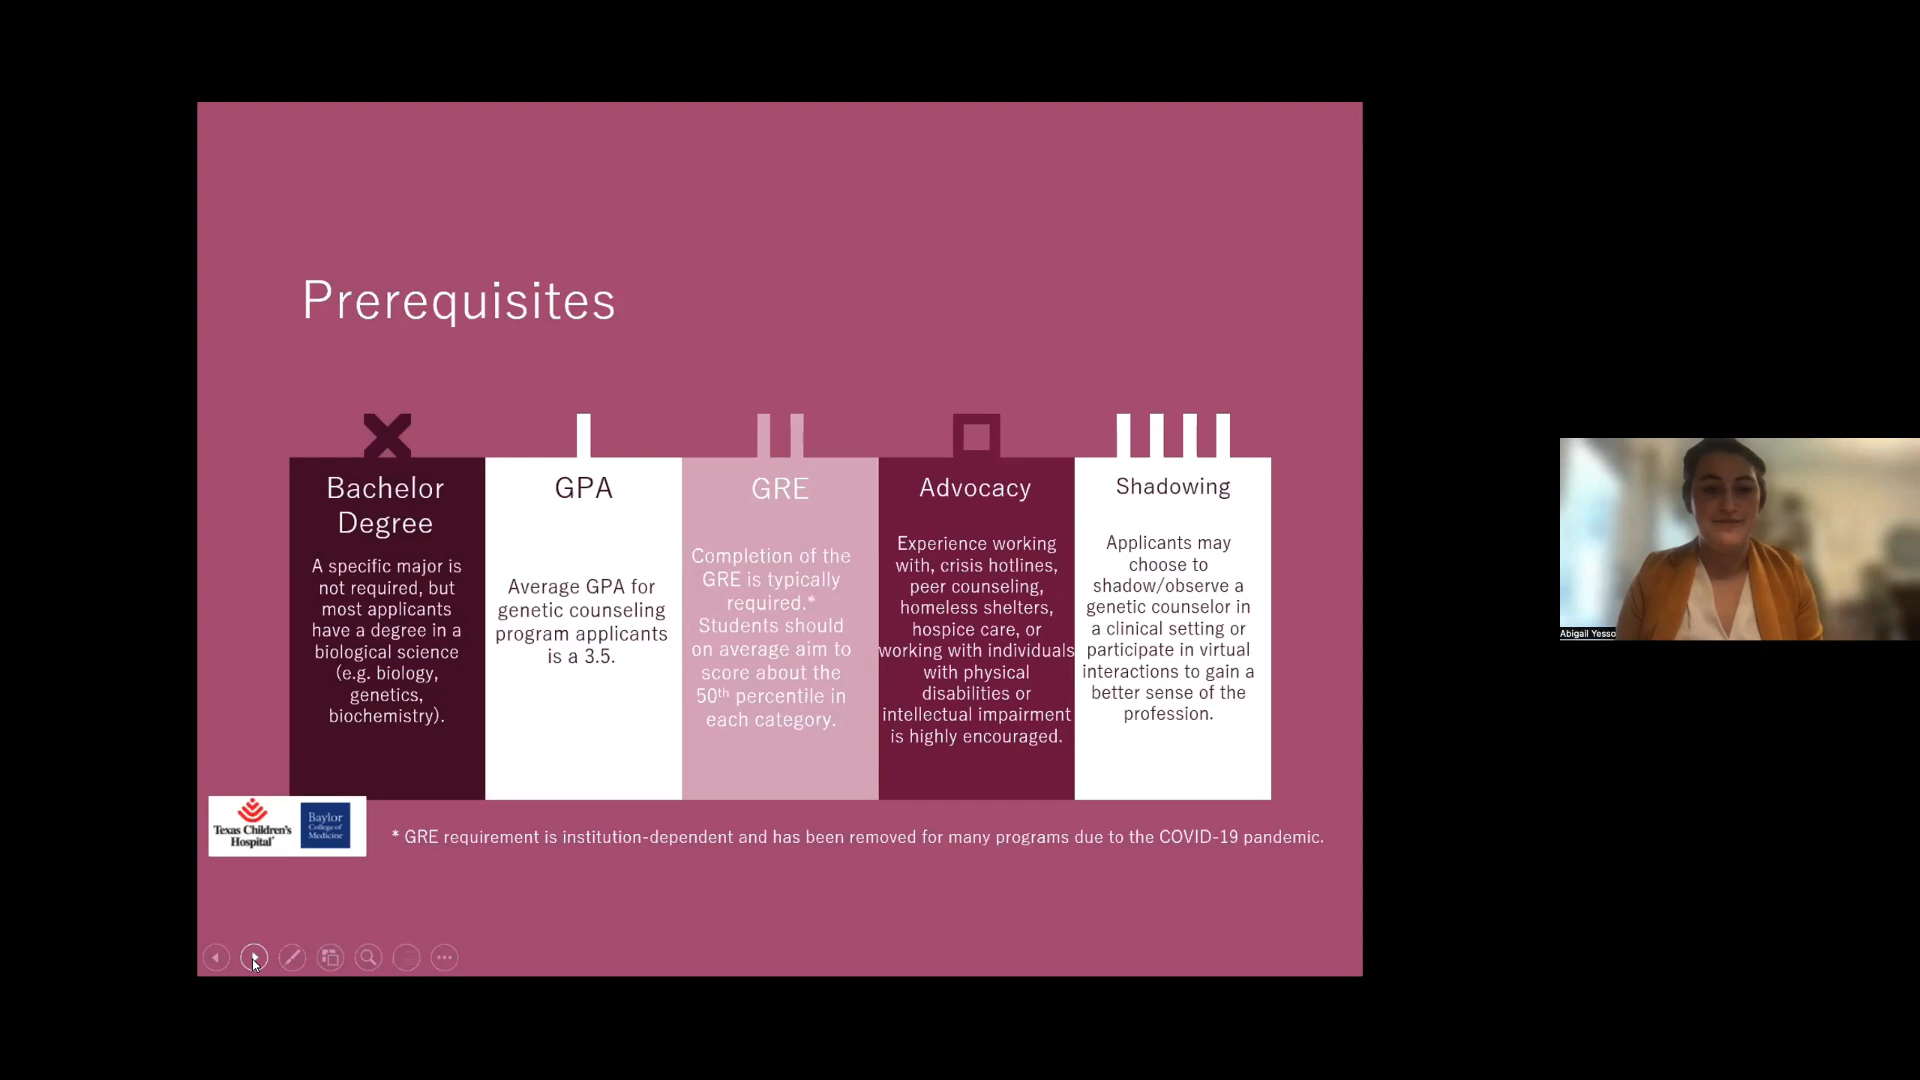 Prerequisites
Bachelor
Degree
A specific major is
not required, but
most applicants
have a degree in a
biological science
(e.g. biology,
genetics,
biochemistry).
GPA
Average GPA for
genetic counseling
program applicants
is a 3.5.
GRE
Completion of the
GRE is typically
required.*
Students should
on average aim to
score about the
50th percentile in
each category.
Advocacy
Experience working
with, crisis hotlines,
peer counseling,
homeless shelters,
hospice care, or
working with individuals
with physical
disabilities or
intellectual impairment
is highly encouraged.
Shadowing
Applicants may
choose to
shadow/observe a
genetic counselor in
a clinical setting or
participate in virtual
interactions to gain a
better sense of the
profession.
Texas Children's
Hospital
Baylor
College of
Medicine
* GRE requirement is institution-dependent and has been removed for many programs due to the COVID-19 pandemic.
Abigail Yesso